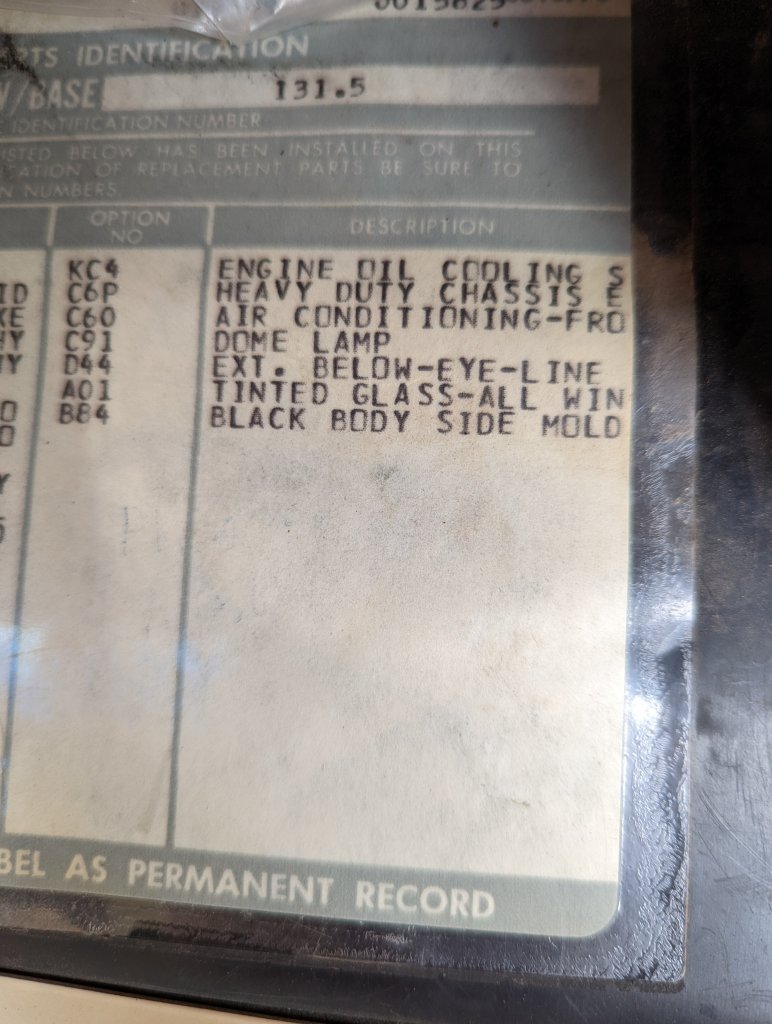 RTS IDENTIFICATION
W/BASE 131.5
IDENTIFICATION NUMBER
ISTED BELOW HAS BEEN INSTALLED ON THIS
CATION OF REPLACEMENT PARTS BE SURE TO
N NUMBERS
OPTION NO DESCRIPTION
KC4 ENGINE OIL COOLING S
ID C6P HEAVY DUTY CHASSIS E
KE C60 AIR CONDITIONING-FRO
HY C91 DOME LAMP
HY D44 EXT. BELOW-EYE-LINE
A01 TINTED GLASS-ALL WIN
O B84 BLACK BODY SIDE MOLD
O
Y
5
BEL AS PERMANENT RECORD